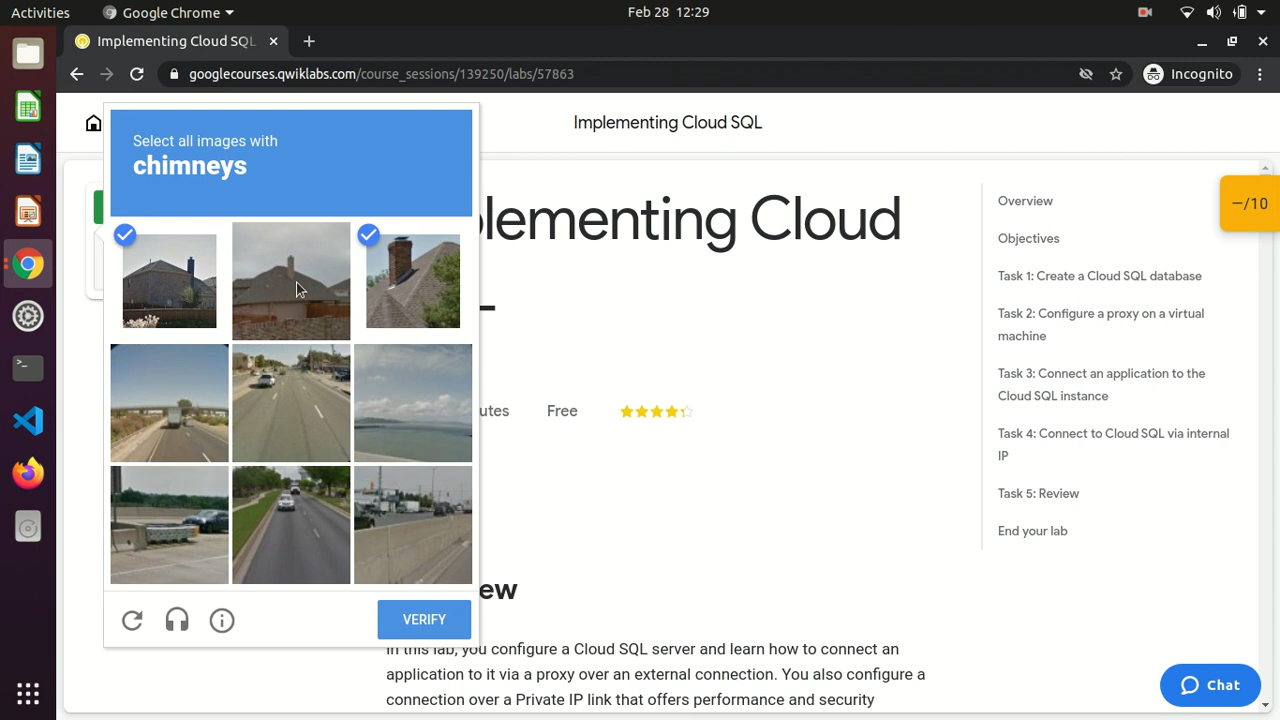 Activities
Google Chrome
Feb 28 12:29
Implementing Cloud SQL
googlecourses.qwiklabs.com/course_sessions/139250/labs/57863
Incognito
Implementing Cloud SQL
Select all images with
chimneys
plementing Cloud
utes
Free
ew
In this lab, you configure a Cloud SQL server and learn how to connect an
application to it via a proxy over an external connection. You also configure a
connection over a Private IP link that offers performance and security
VERIFY
Overview
Objectives
Task 1: Create a Cloud SQL database
Task 2: Configure a proxy on a virtual
machine
Task 3: Connect an application to the
Cloud SQL instance
Task 4: Connect to Cloud SQL via internal
IP
Task 5: Review
End your lab
–/10
Chat